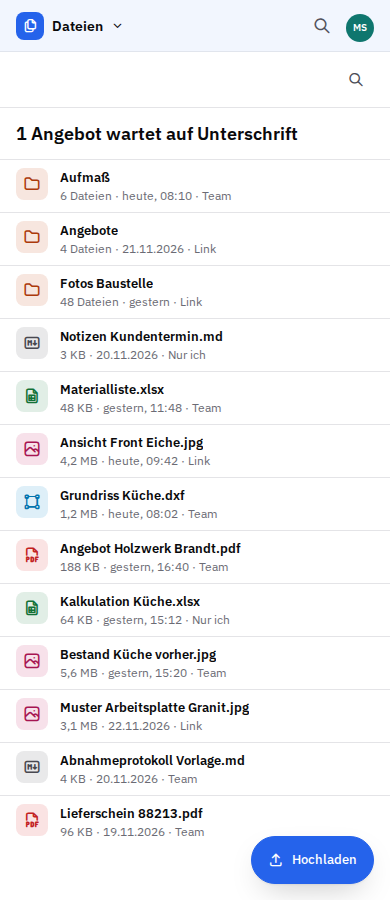 Dateien
MS
1 Angebot wartet auf Unterschrift
Aufmaß
6 Dateien · heute, 08:10 · Team
Angebote
4 Dateien · 21.11.2026 · Link
Fotos Baustelle
48 Dateien · gestern · Link
M↓
Notizen Kundentermin.md
3 KB · 20.11.2026 · Nur ich
Materialliste.xlsx
48 KB · gestern, 11:48 · Team
Ansicht Front Eiche.jpg
4,2 MB · heute, 09:42 · Link
Grundriss Küche.dxf
1,2 MB · heute, 08:02 · Team
PDF
Angebot Holzwerk Brandt.pdf
188 KB · gestern, 16:40 · Team
Kalkulation Küche.xlsx
64 KB · gestern, 15:12 · Nur ich
Bestand Küche vorher.jpg
5,6 MB · gestern, 15:20 · Team
Muster Arbeitsplatte Granit.jpg
3,1 MB · 22.11.2026 · Link
M↓
Abnahmeprotokoll Vorlage.md
4 KB · 20.11.2026 · Team
PDF
Lieferschein 88213.pdf
96 KB · 19.11.2026 · Team
Hochladen